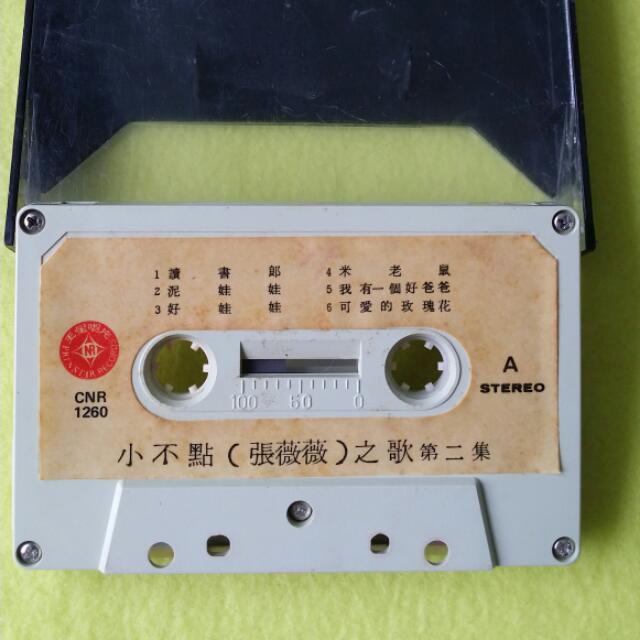 1 讀書郎
2 泥娃娃
3 好娃娃
4 米老鼠
5 我有一個好爸爸
6 可愛的玫瑰花
CNR
1260
A
STEREO
100 50 0
小不點(張薇薇)之歌第二集